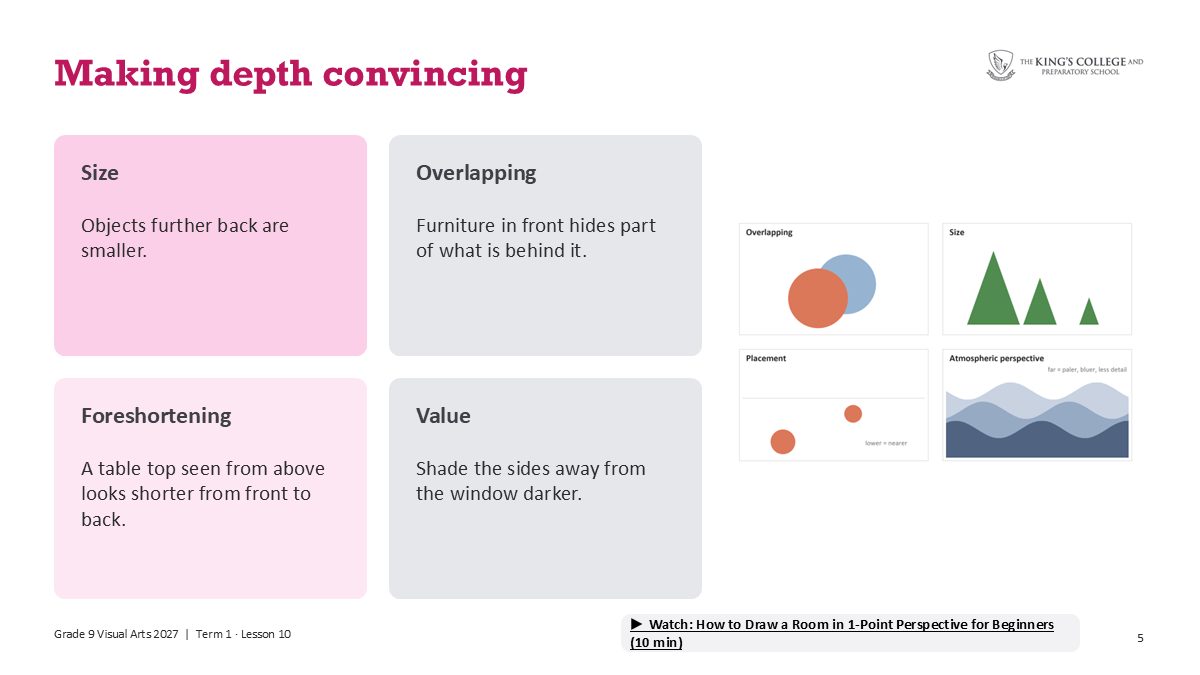 Making depth convincing
THE KING'S COLLEGE AND
PREPARATORY SCHOOL
Size
Objects further back are
smaller.
Overlapping
Furniture in front hides part
of what is behind it.
Foreshortening
A table top seen from above
looks shorter from front to
back.
Value
Shade the sides away from
the window darker.
Overlapping
Size
Placement
lower = nearer
Atmospheric perspective
far = paler, bluer, less detail
Grade 9 Visual Arts 2027 | Term 1 · Lesson 10
▶ Watch: How to Draw a Room in 1-Point Perspective for Beginners
(10 min)
5